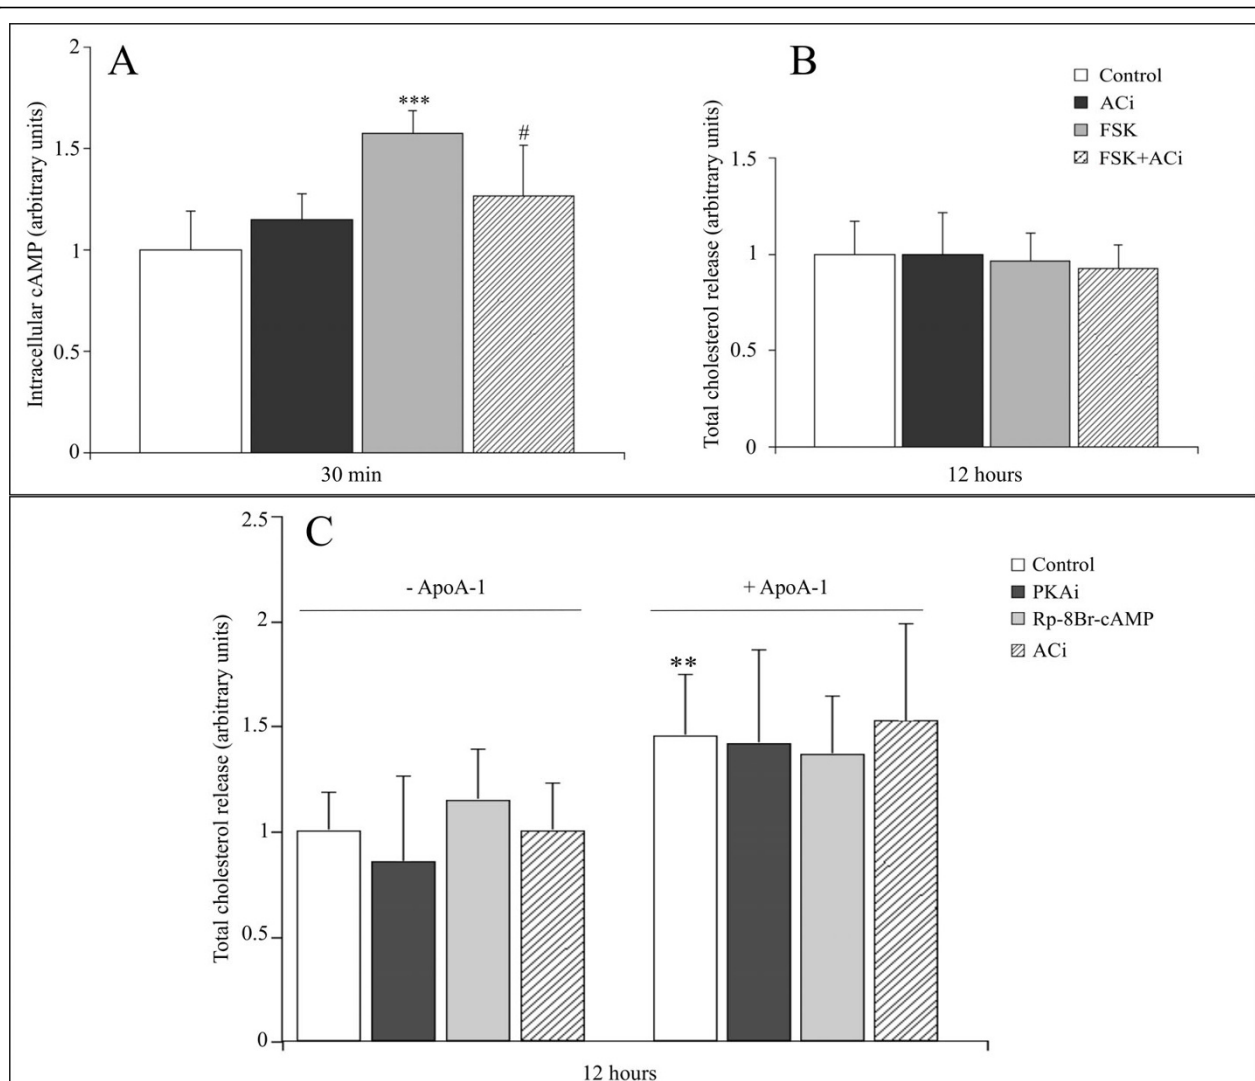 A
Intracellular cAMP (arbitrary units)
2
1.5
1
0.5
0
***
#
30 min
B
Total cholesterol release (arbitrary units)
1.5
1
0.5
0
12 hours
Control
ACi
FSK
FSK+ACi
C
Total cholesterol release (arbitrary units)
2.5
2
1.5
1
0.5
0
- ApoA-1
+ ApoA-1
**
12 hours
Control
PKAi
Rp-8Br-cAMP
ACi